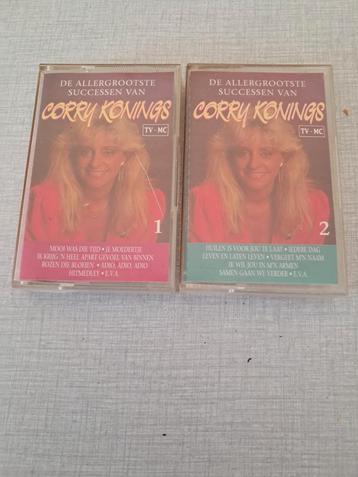 DE ALLERGROOTSTE
SUCCESSEN VAN
CORRY KONINGS
TV - MC
1
MOOI WAS DIE TIJD • JE MOEDERTJE
IK KRIJG 'N HEEL APART GEVOEL VAN BINNEN
ROZEN DIE BLOEIEN • ADIO, ADIO, ADIO
HITMEDLEY • E.V.A.
DE ALLERGROOTSTE
SUCCESSEN VAN
CORRY KONINGS
TV - MC
2
HUILEN IS VOOR JOU TE LAAT • IEDERE DAG
LEVEN EN LATEN LEVEN • VERGEET M'N NAAM
IK WIL JOU IN M'N ARMEN
SAMEN GAAN WE VERDER • E.V.A.